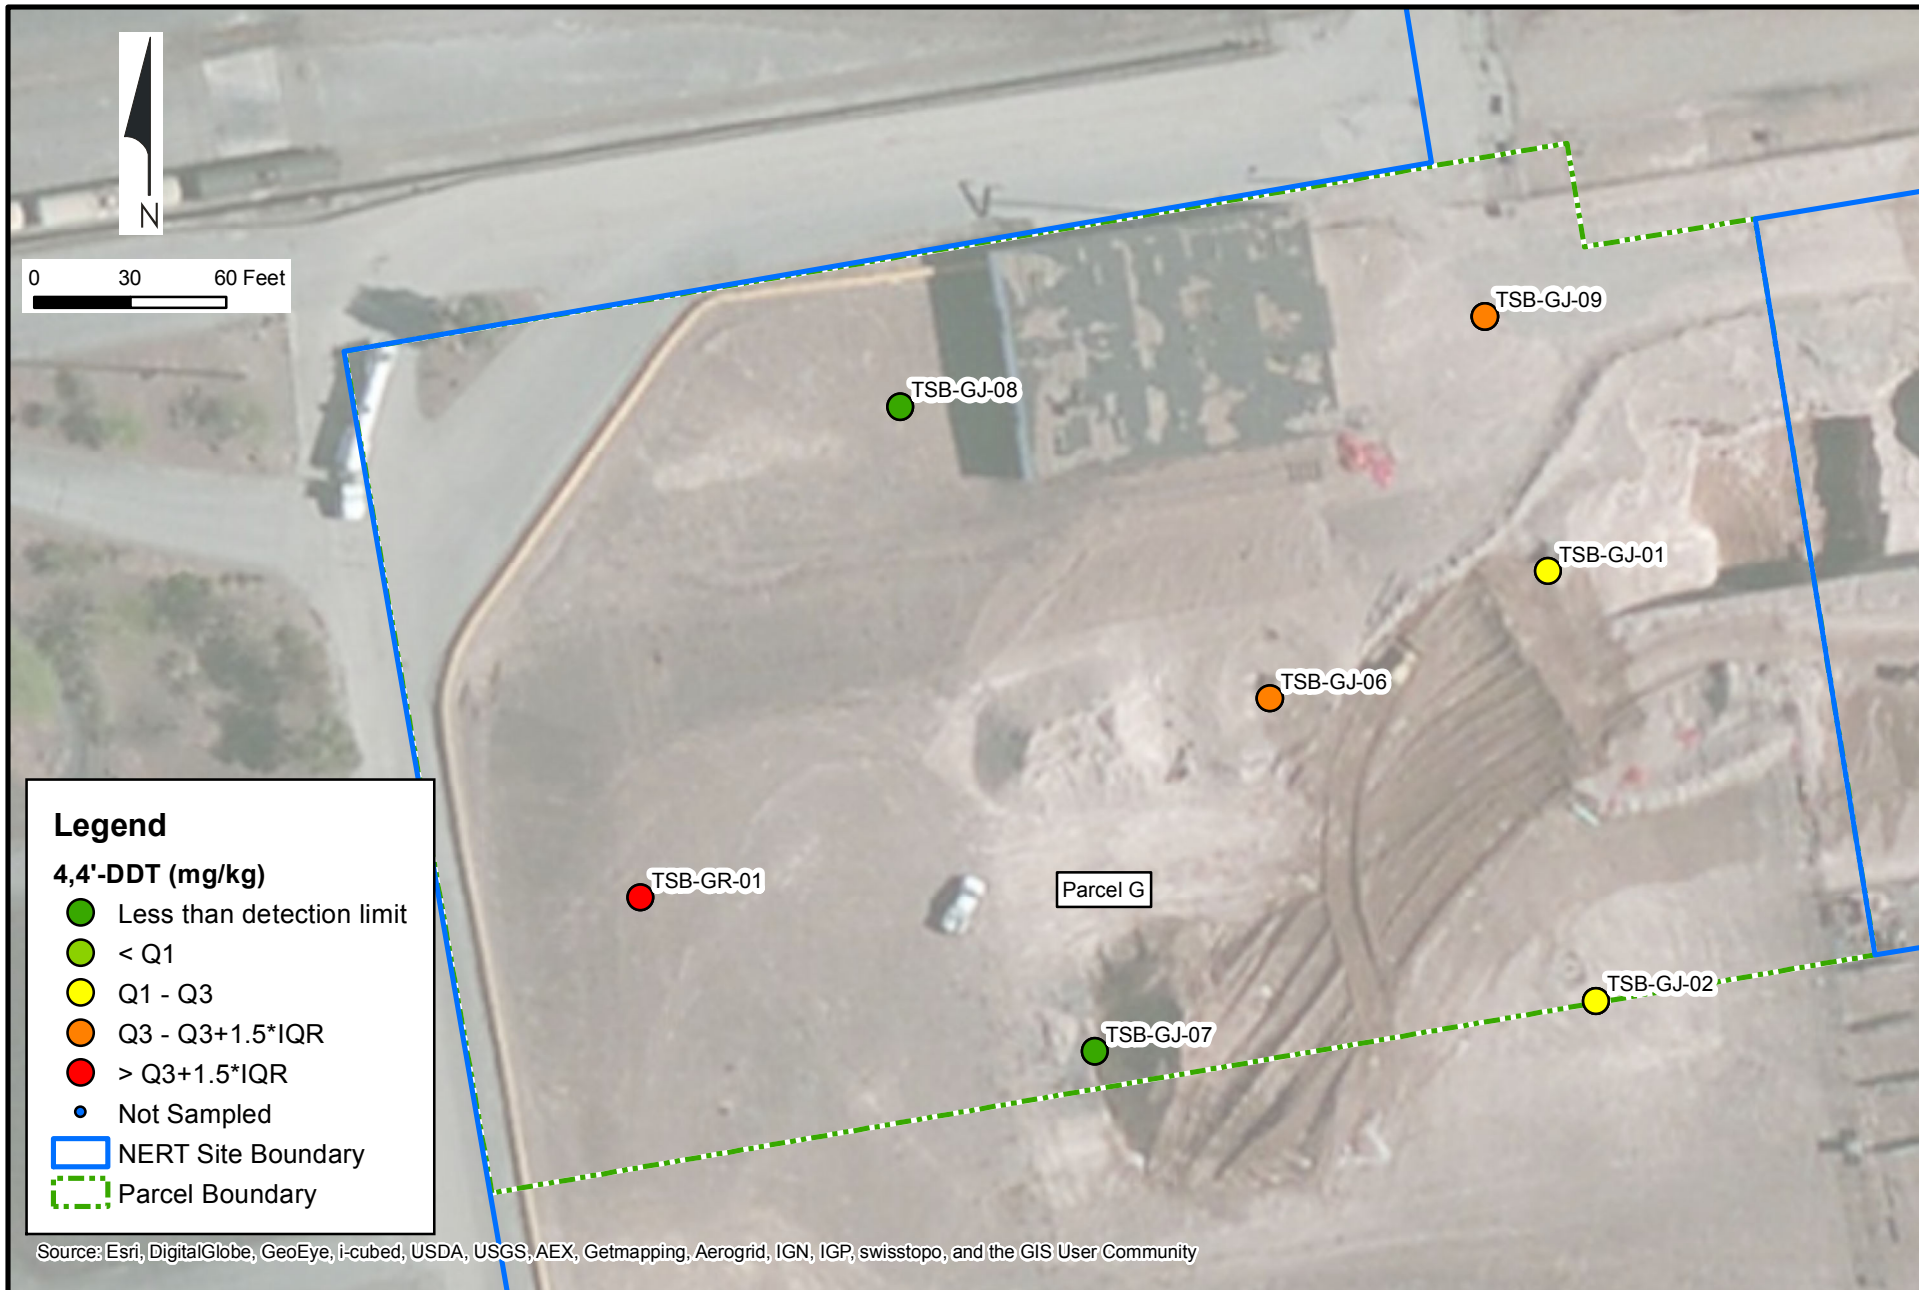 N
0 30 60 Feet
TSB-GJ-09
TSB-GJ-08
TSB-GJ-01
TSB-GJ-06
TSB-GR-01
Parcel G
TSB-GJ-02
TSB-GJ-07
Legend
4,4'-DDT (mg/kg)
Less than detection limit
< Q1
Q1 - Q3
Q3 - Q3+1.5*IQR
> Q3+1.5*IQR
Not Sampled
NERT Site Boundary
Parcel Boundary
Source: Esri, DigitalGlobe, GeoEye, i-cubed, USDA, USGS, AEX, Getmapping, Aerogrid, IGN, IGP, swisstopo, and the GIS User Community